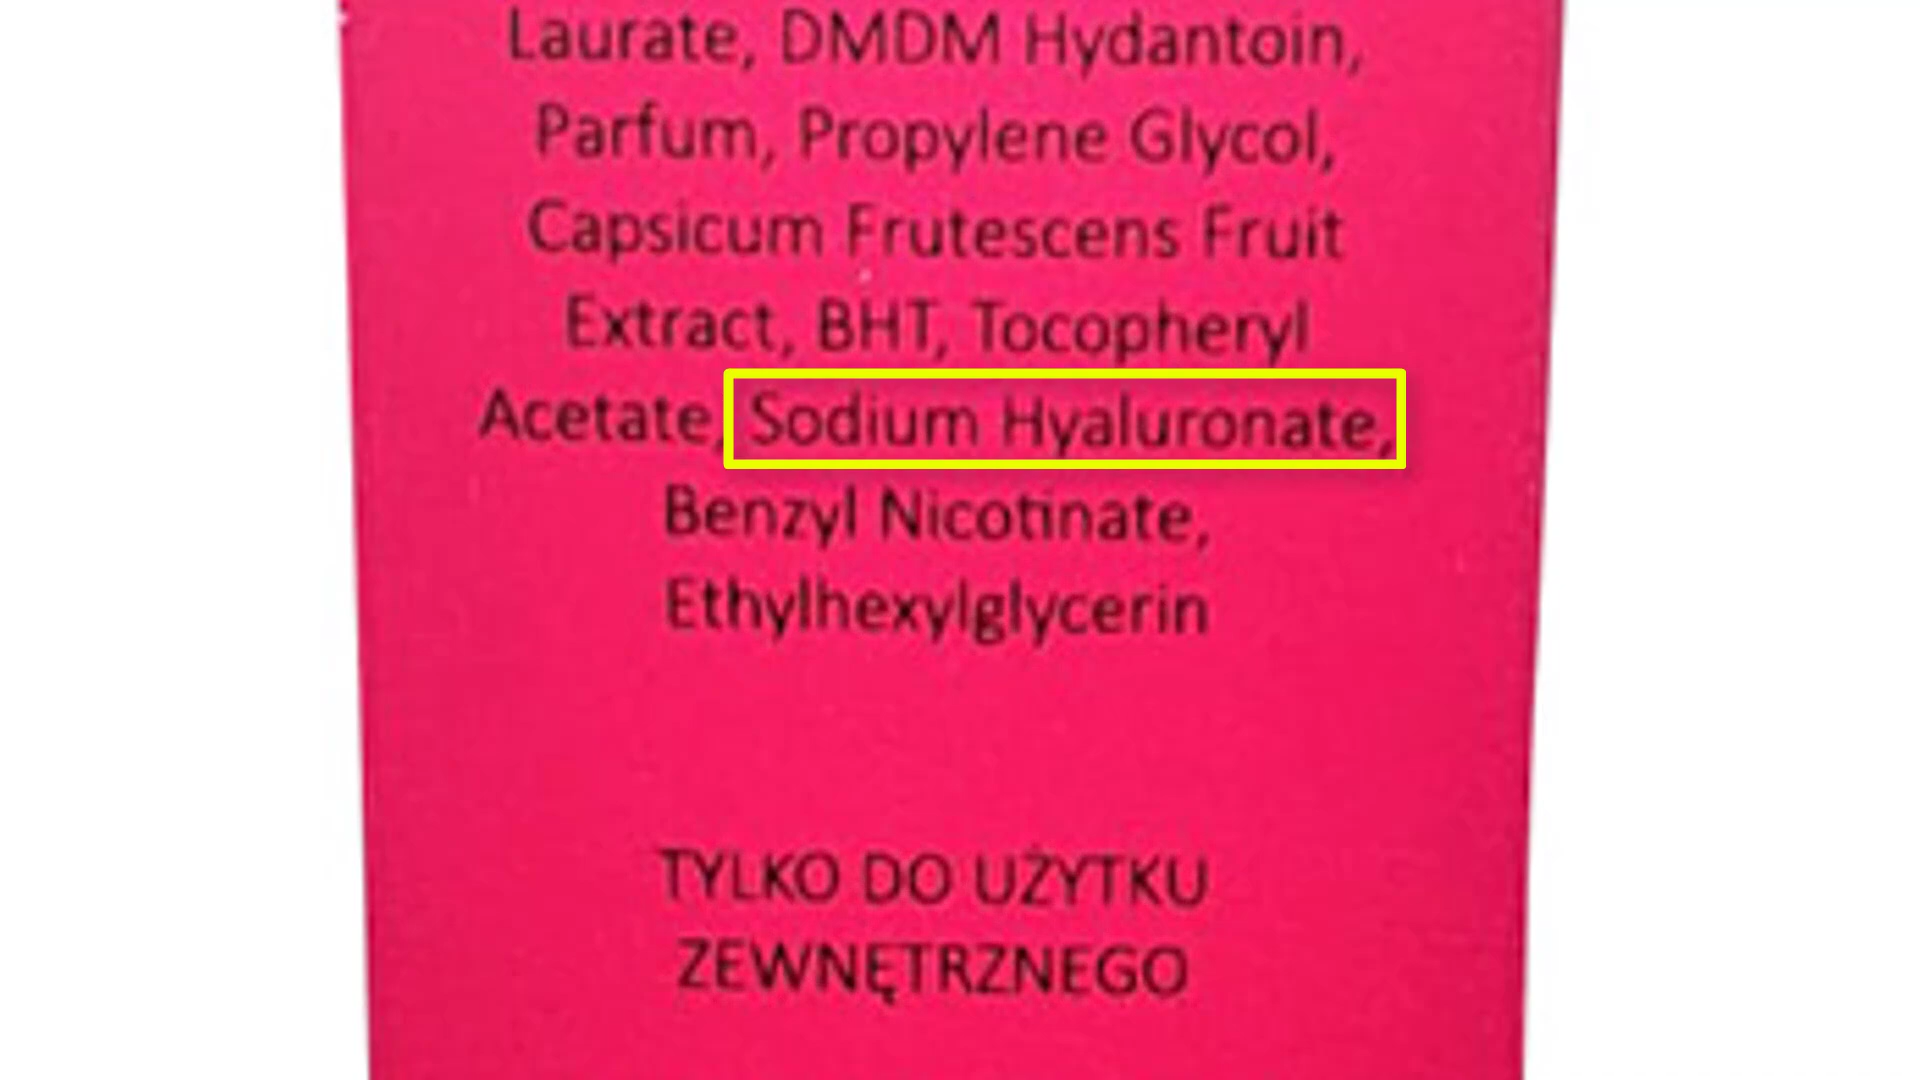 Laurate, DMDM Hydantoin,
Parfum, Propylene Glycol,
Capsicum Frutescens Fruit
Extract, BHT, Tocopheryl
Acetate, Sodium Hyaluronate,
Benzyl Nicotinate,
Ethylhexylglycerin
TYLKO DO UŻYTKU
ZEWNĘTRZNEGO